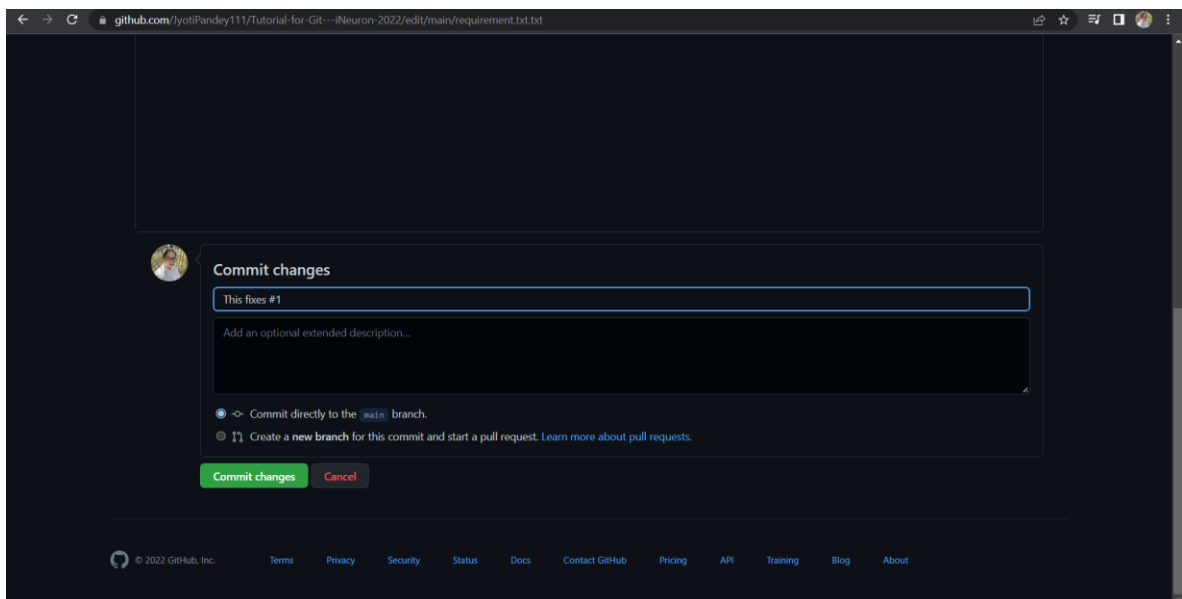 github.com/JyotiPandey111/Tutorial-for-Git---iNeuron-2022/edit/main/requirement.txt.txt
Commit changes
This fixes #1
Add an optional extended description...
Commit directly to the main branch.
Create a new branch for this commit and start a pull request. Learn more about pull requests.
Commit changes Cancel
© 2022 GitHub, Inc. Terms Privacy Security Status Docs Contact GitHub Pricing API Training Blog About